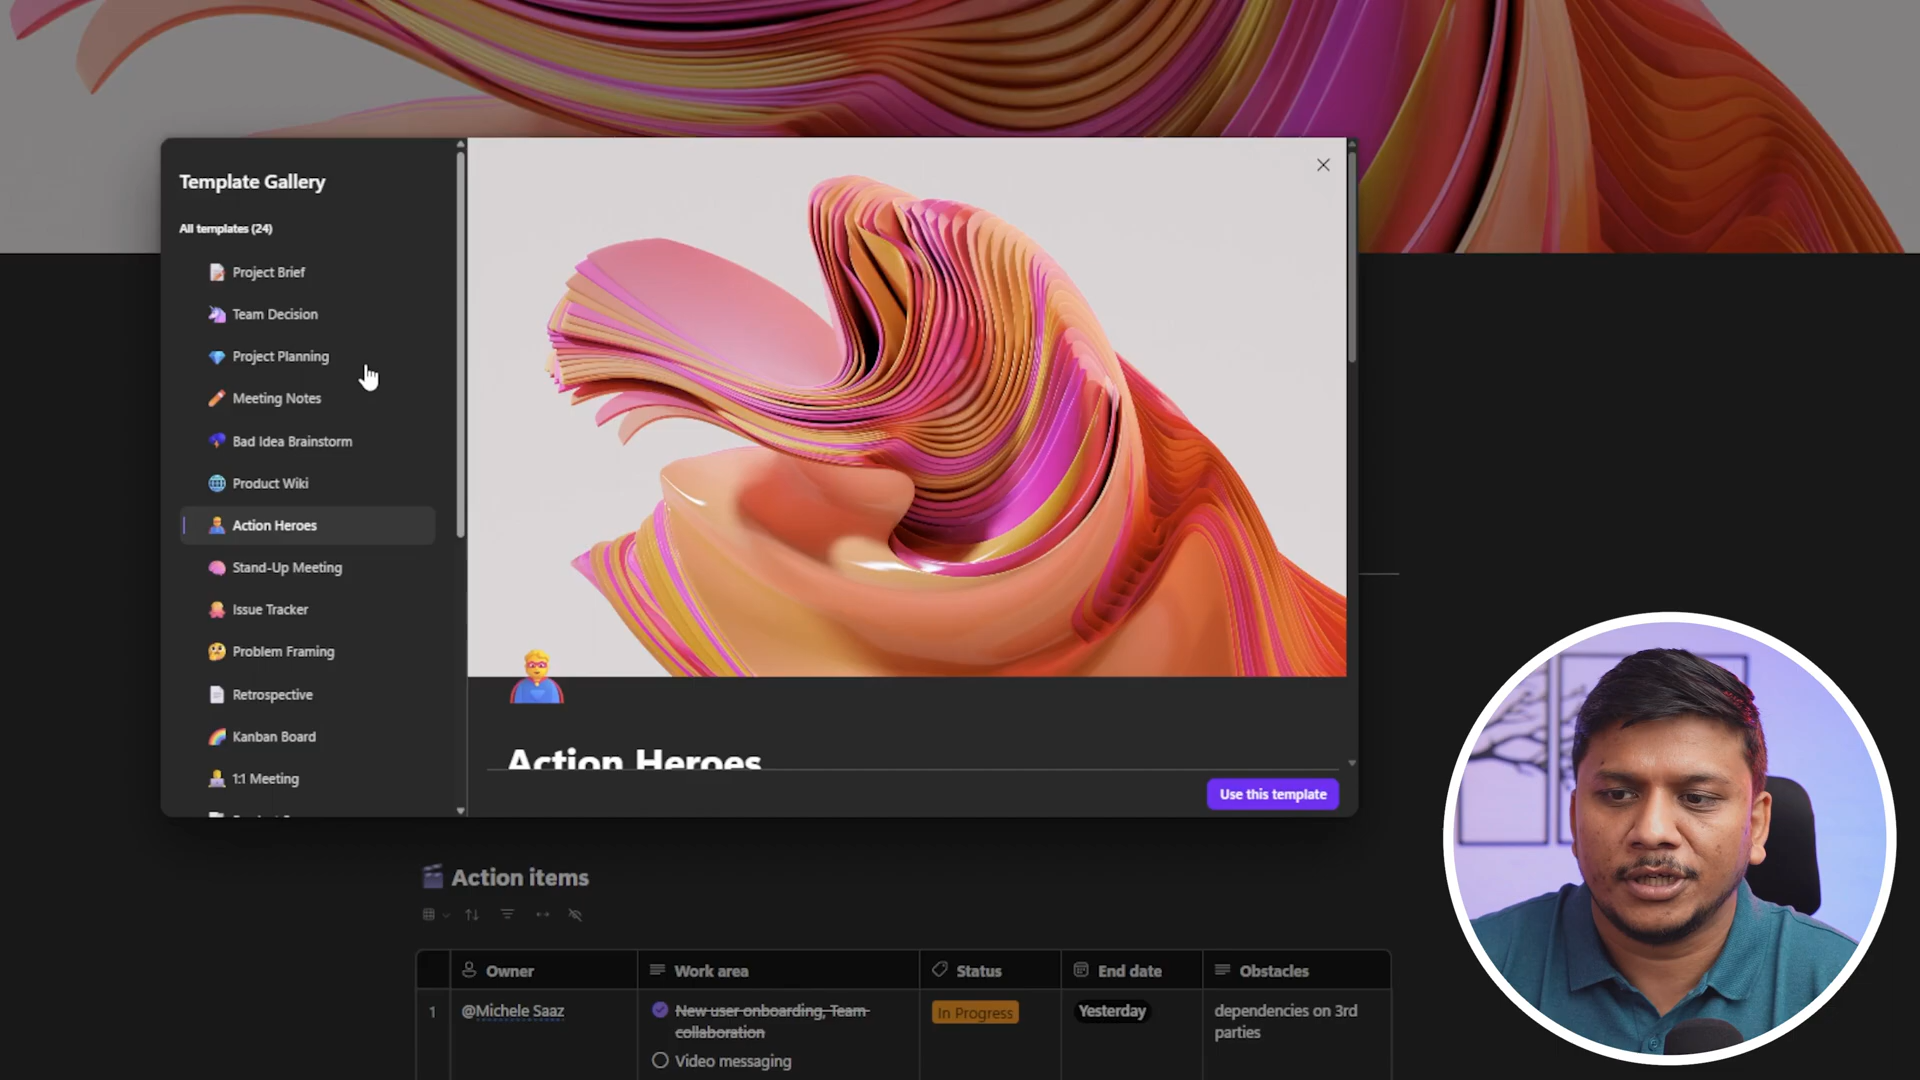 Template Gallery
All templates (24)
Project Brief
Team Decision
Project Planning
Meeting Notes
Bad Idea Brainstorm
Product Wiki
Action Heroes
Stand-Up Meeting
Issue Tracker
Problem Framing
Retrospective
Kanban Board
1:1 Meeting
Action Heroes
Use this template
Action items
Owner
Work area
Status
End date
Obstacles
1
@Michele Saaz
New user onboarding, Team
collaboration
Video messaging
In Progress
Yesterday
dependencies on 3rd
parties